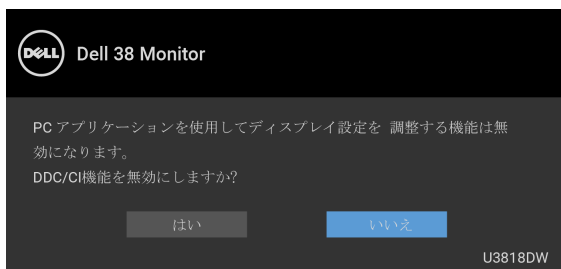 DELL
Dell 38 Monitor
PC アプリケーションを使用してディスプレイ設定を 調整する機能は無
効になります。
DDC/CI機能を無効にしますか?
はい
いいえ
U3818DW